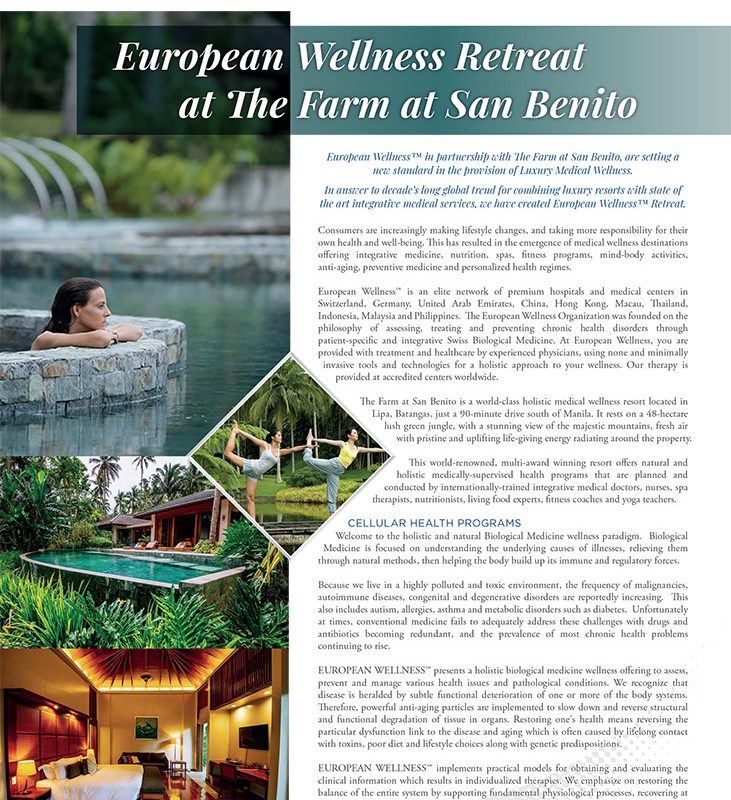 European Wellness Retreat
at The Farm at San Benito
European Wellness™ in partnership with The Farm at San Benito, are setting a
new standard in the provision of Luxury Medical Wellness.
In answer to decade's long global trend for combining luxury resorts with state of
the art integrative medical services, we have created European Wellness™ Retreat.
Consumers are increasingly making lifestyle changes, and taking more responsibility for their
own health and well-being. This has resulted in the emergence of medical wellness destinations
offering integrative medicine, nutrition, spas, fitness programs, mind-body activities,
anti-aging, preventive medicine and personalized health regimes.
European Wellness™ is an elite network of premium hospitals and medical centers in
Switzerland, Germany, United Arab Emirates, China, Hong Kong, Macau, Thailand,
Indonesia, Malaysia and Philippines. The European Wellness Organization was founded on the
philosophy of assessing, treating and preventing chronic health disorders through
patient-specific and integrative Swiss Biological Medicine. At European Wellness, you are
provided with treatment and healthcare by experienced physicians, using none and minimally
invasive tools and technologies for a holistic approach to your wellness. Our therapy is
provided at accredited centers worldwide.
The Farm at San Benito is a world-class holistic medical wellness resort located in
Lipa, Batangas, just a 90-minute drive south of Manila. It rests on a 48-hectare
lush green jungle, with a stunning view of the majestic mountains, fresh air
with pristine and uplifting life-giving energy radiating around the property.
This world-renowned, multi-award winning resort offers natural and
holistic medically-supervised health programs that are planned and
conducted by internationally-trained integrative medical doctors, nurses, spa
therapists, nutritionists, living food experts, fitness coaches and yoga teachers.
CELLULAR HEALTH PROGRAMS
Welcome to the holistic and natural Biological Medicine wellness paradigm. Biological
Medicine is focused on understanding the underlying causes of illnesses, relieving them
through natural methods, then helping the body build up its immune and regulatory forces.
Because we live in a highly polluted and toxic environment, the frequency of malignancies,
autoimmune diseases, congenital and degenerative disorders are reportedly increasing. This
also includes autism, allergies, asthma and metabolic disorders such as diabetes. Unfortunately
at times, conventional medicine fails to adequately address these challenges with drugs and
antibiotics becoming redundant, and the prevalence of most chronic health problems
continuing to rise.
EUROPEAN WELLNESS™ presents a holistic biological medicine wellness offering to assess,
prevent and manage various health issues and pathological conditions. We recognize that
disease is heralded by subtle functional deterioration of one or more of the body systems.
Therefore, powerful anti-aging particles are implemented to slow down and reverse structural
and functional degradation of tissue in organs. Restoring one's health means reversing the
particular dysfunction link to the disease and aging which is often caused by lifelong contact
with toxins, poor diet and lifestyle choices along with genetic predispositions.
EUROPEAN WELLNESS™ implements practical models for obtaining and evaluating the
clinical information which results in individualized therapies. We emphasize on restoring the
balance of the entire system by supporting fundamental physiological processes, recovering at